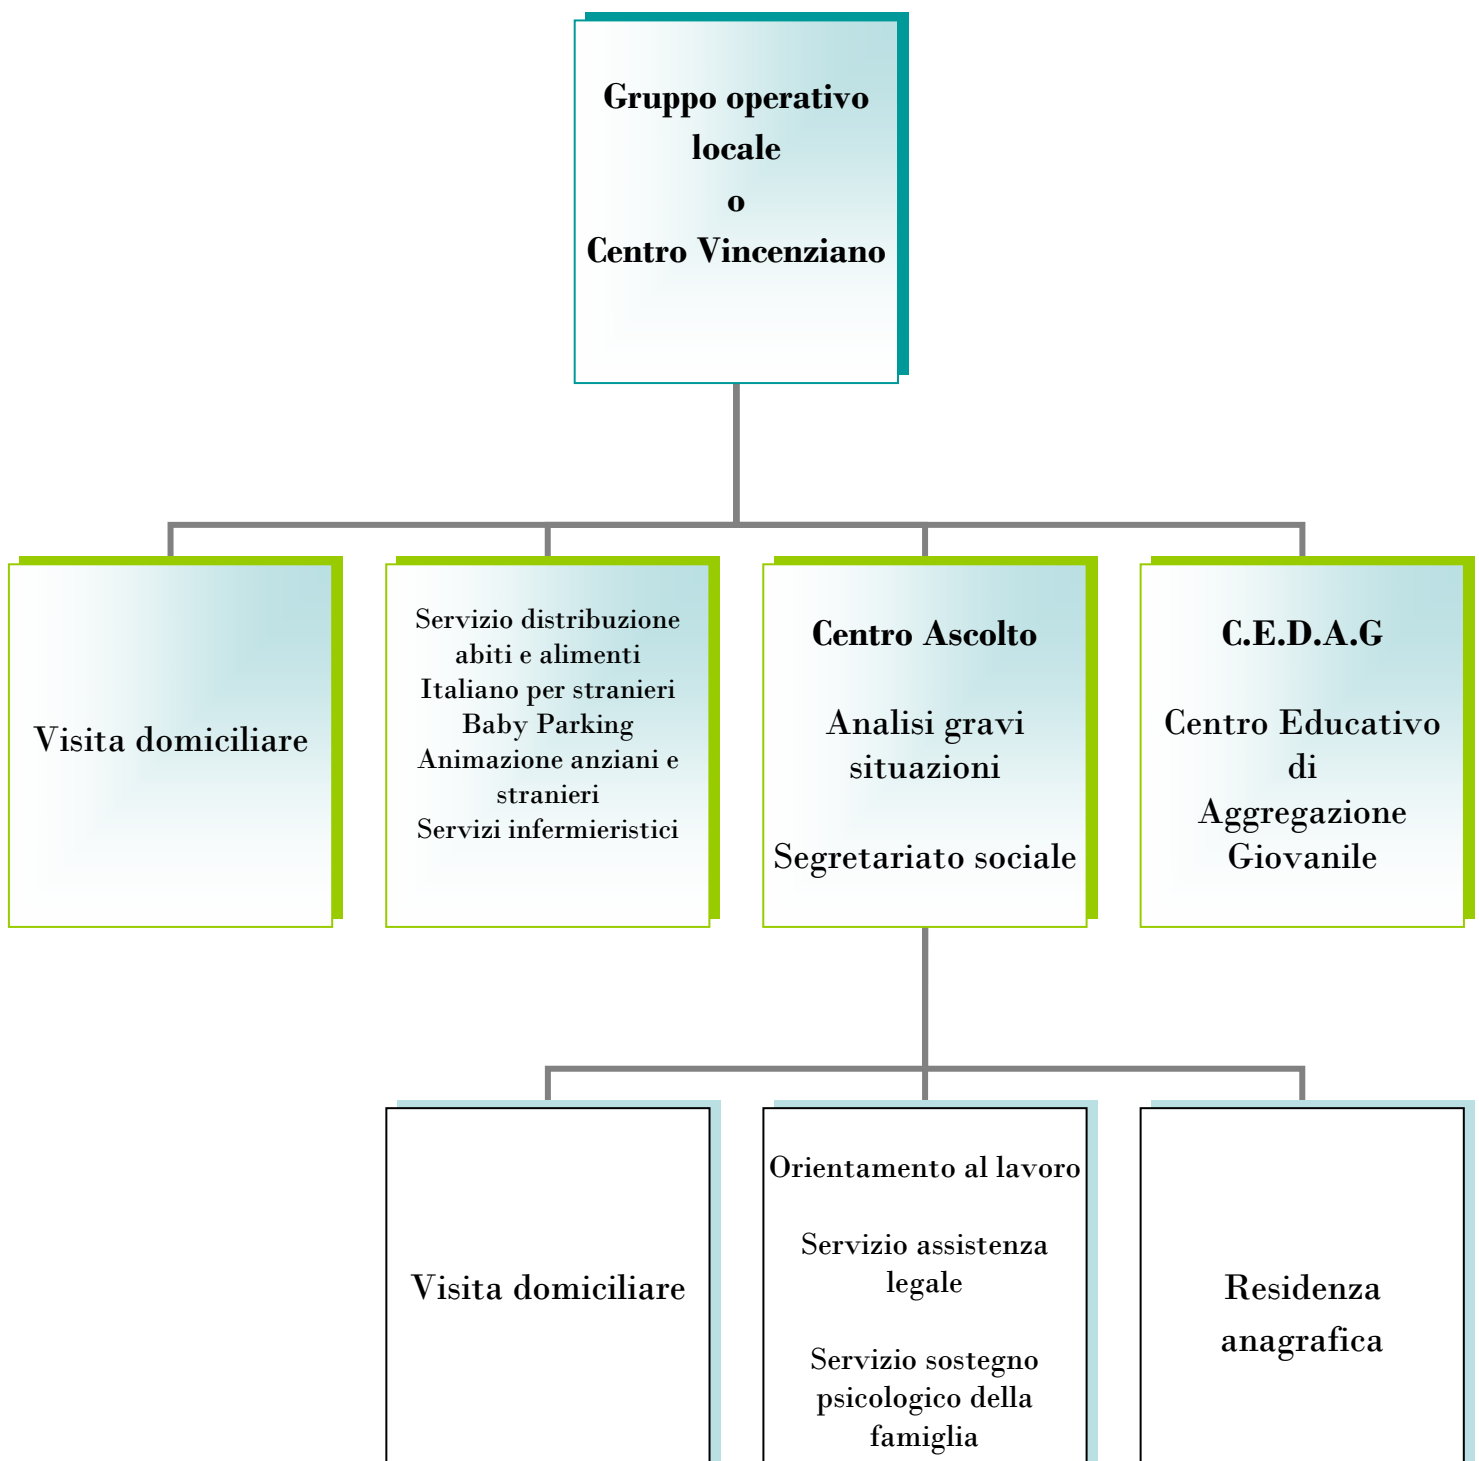 Gruppo operativo
locale
o
Centro Vincenziano
Visita domiciliare
Servizio distribuzione
abiti e alimenti
Italiano per stranieri
Baby Parking
Animazione anziani e
stranieri
Servizi infermieristici
Centro Ascolto
Analisi gravi
situazioni
Segretariato sociale
C.E.D.A.G
Centro Educativo
di
Aggregazione
Giovanile
Visita domiciliare
Orientamento al lavoro
Servizio assistenza
legale
Servizio sostegno
psicologico della
famiglia
Residenza
anagrafica